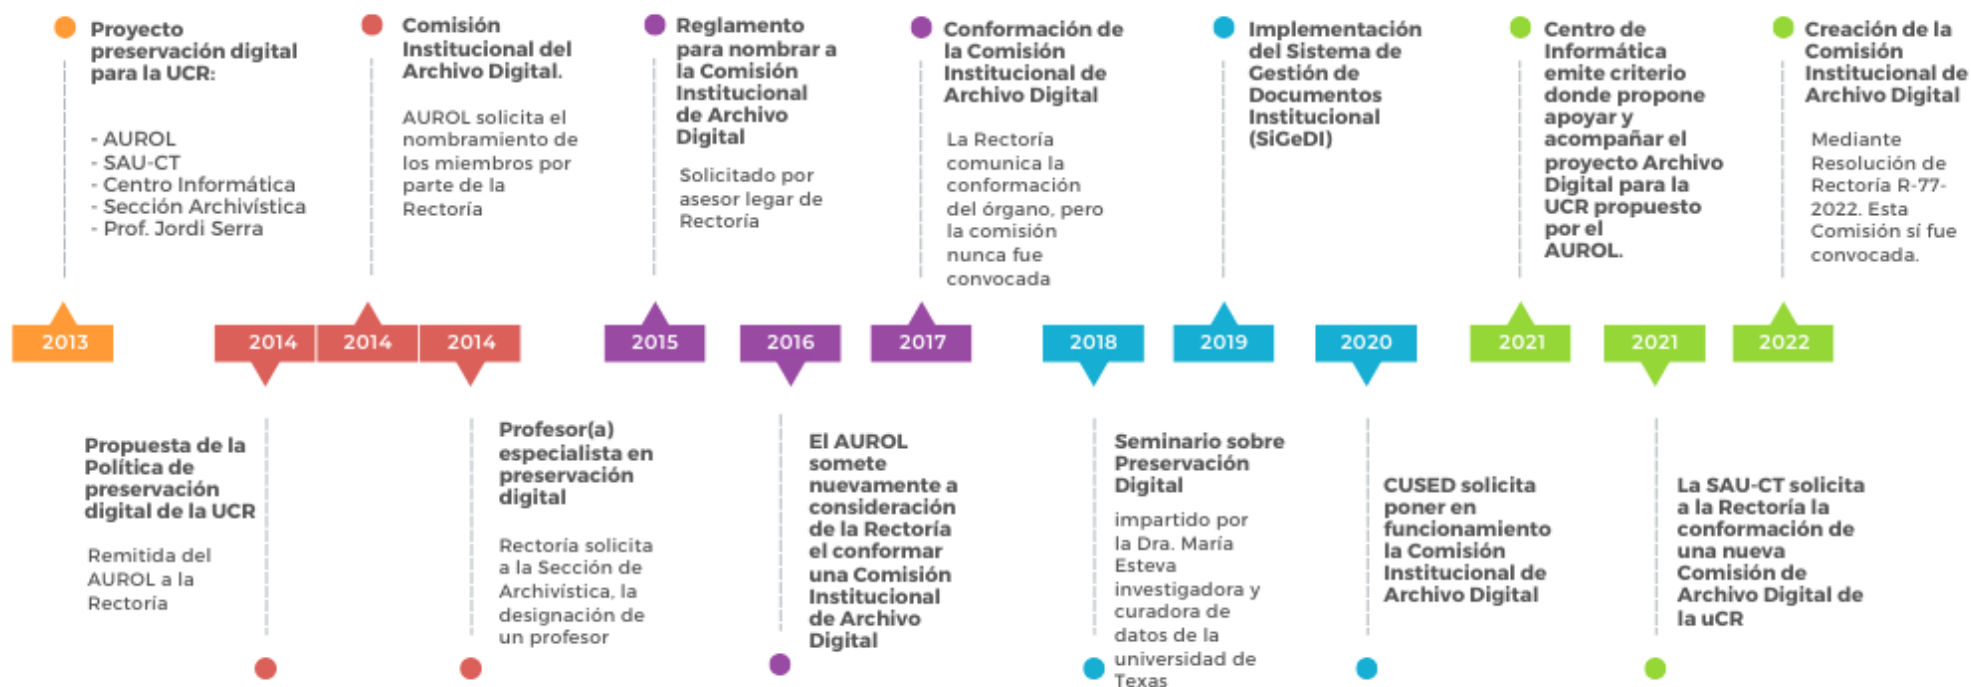 Proyecto
preservación digital
para la UCR:
- AUROL
- SAU-CT
- Centro Informática
- Sección Archivística
- Prof. Jordi Serra
Comisión
Institucional del
Archivo Digital.
AUROL solicita el
nombramiento de
los miembros por
parte de la
Rectoría
Reglamento
para nombrar a
la Comisión
Institucional
de Archivo
Digital
Solicitado por
asesor legar de
Rectoría
Conformación de
la Comisión
Institucional de
Archivo Digital
La Rectoría
comunica la
conformación
del órgano, pero
la comisión
nunca fue
convocada
Implementación
del Sistema de
Gestión de
Documentos
Institucional
(SiGeDI)
Centro de
Informática
emite criterio
donde propone
apoyar y
acompañar el
proyecto Archivo
Digital para la
UCR propuesto
por el
AUROL.
Creación de la
Comisión
Institucional de
Archivo Digital
Mediante
Resolución de
Rectoría R-77-
2022. Esta
Comisión sí fue
convocada.
2013
2014
2014
2014
2015
2016
2017
2018
2019
2020
2021
2021
2022
Propuesta de la
Política de
preservación
digital de la UCR
Remitida del
AUROL a la
Rectoría
Profesor(a)
especialista en
preservación
digital
Rectoría solicita
a la Sección de
Archivística, la
designación de
un profesor
El AUROL
somete
nuevamente a
consideración
de la Rectoría
el conformar
una Comisión
Institucional
de Archivo
Digital
Seminario sobre
Preservación
Digital
impartido por
la Dra. María
Esteva
investigadora y
curadora de
datos de la
universidad de
Texas
CUSED solicita
poner en
funcionamiento
la Comisión
Institucional de
Archivo Digital
La SAU-CT solicita
a la Rectoría la
conformación de
una nueva
Comisión de
Archivo Digital de
la uCR